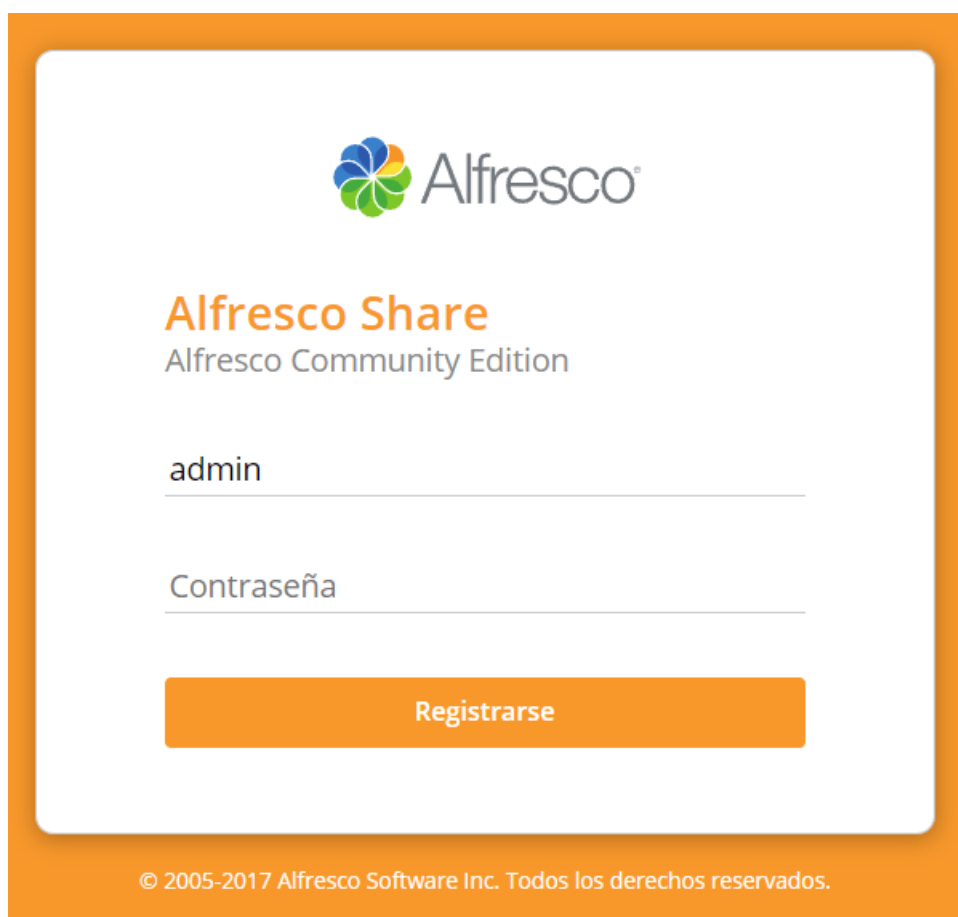 Alfresco®
Alfresco Share
Alfresco Community Edition
admin
Contraseña
Registrarse
© 2005-2017 Alfresco Software Inc. Todos los derechos reservados.